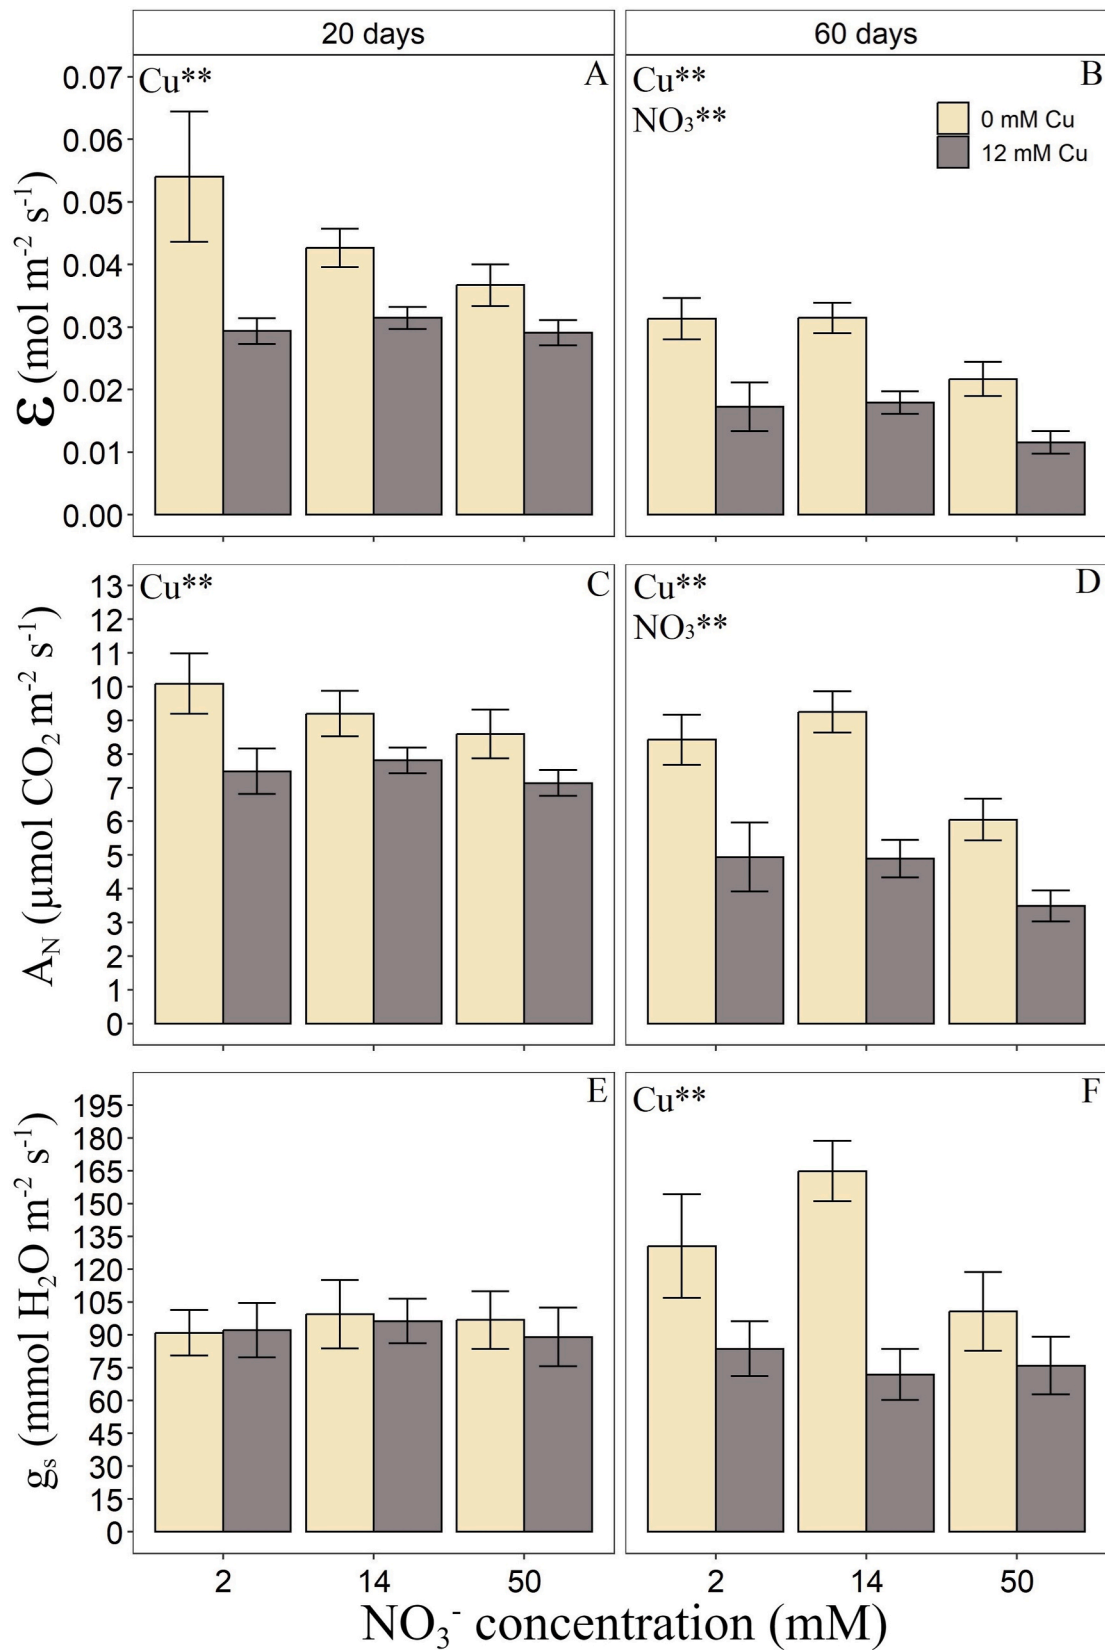 20 days
60 days
Cu**
A
Cu**
B
NO₃**
0 mM Cu
12 mM Cu
0.07
0.06
0.05
0.04
0.03
0.02
0.01
0.00
ε (mol m⁻² s⁻¹)
Cu**
C
Cu**
D
NO₃**
13
12
11
10
9
8
7
6
5
4
3
2
1
0
A_N (μmol CO₂ m⁻² s⁻¹)
E
Cu**
F
195
180
165
150
135
120
105
90
75
60
45
30
15
0
gₛ (mmol H₂O m⁻² s⁻¹)
2 14 50 2 14 50
NO₃⁻ concentration (mM)